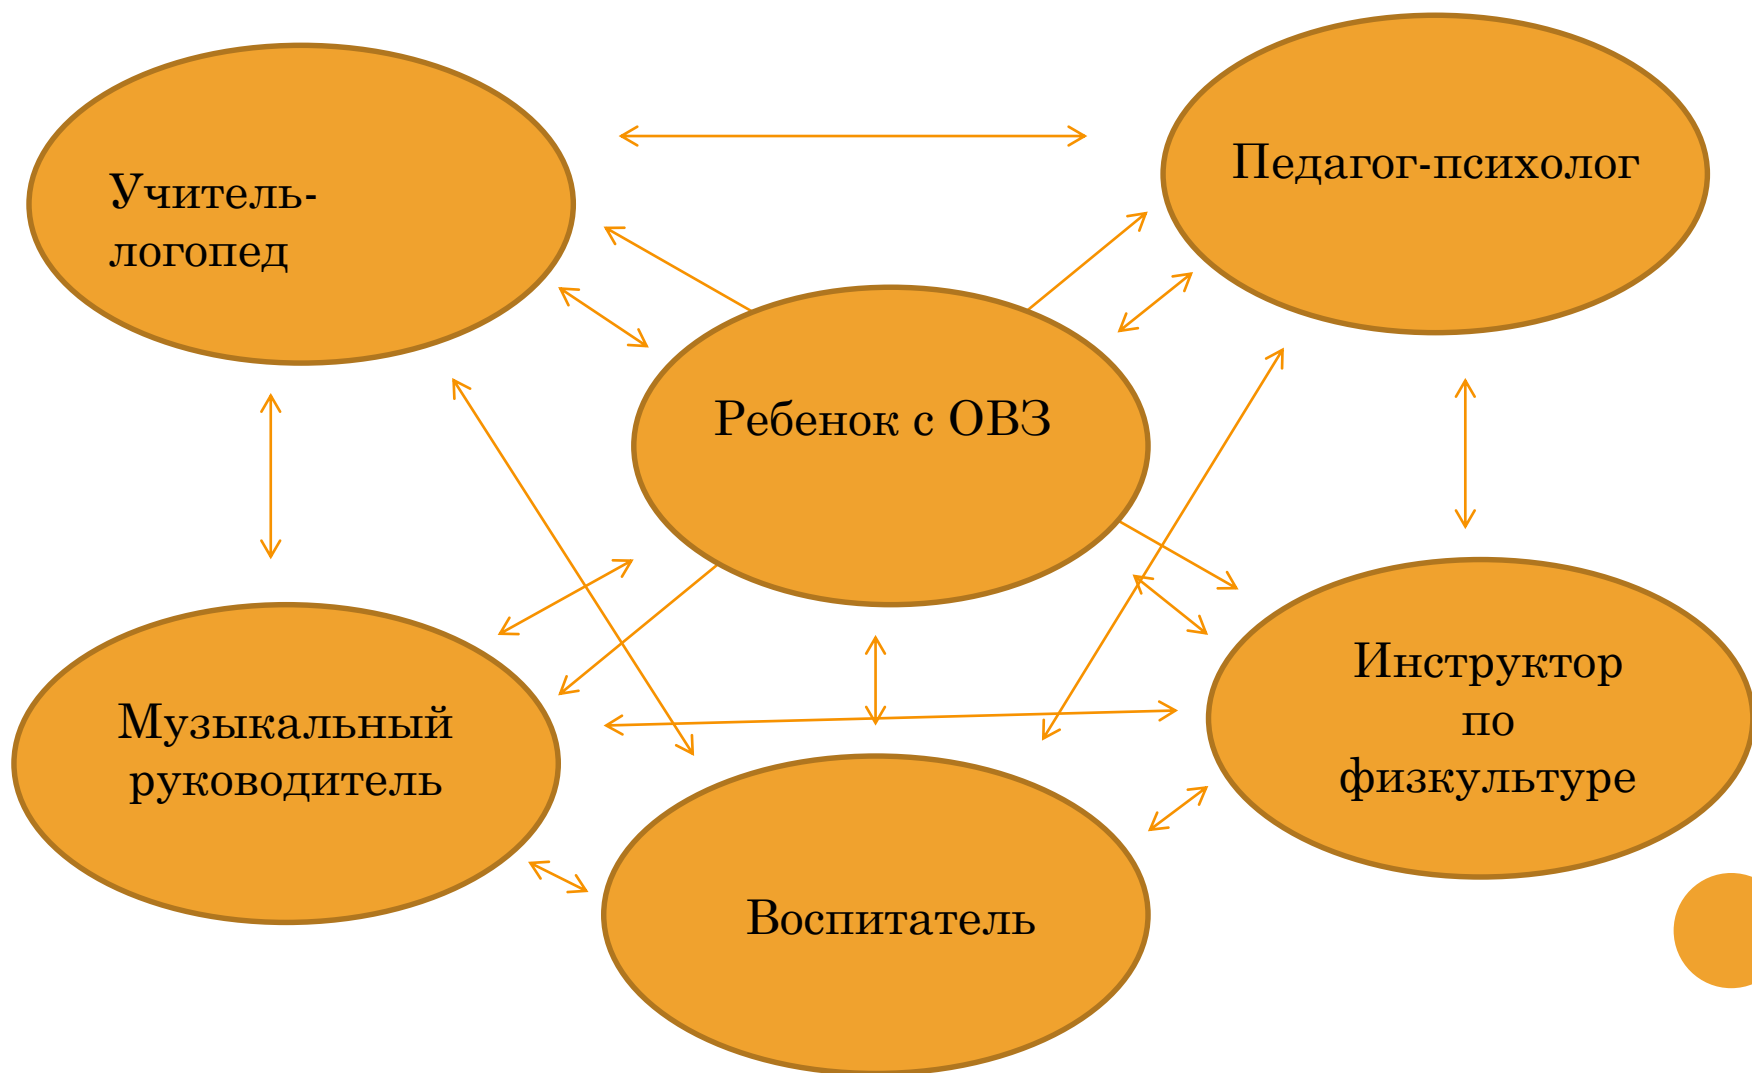 Учитель-
логопед
Педагог-психолог
Ребенок с ОВЗ
Музыкальный
руководитель
Инструктор
по
физкультуре
Воспитатель